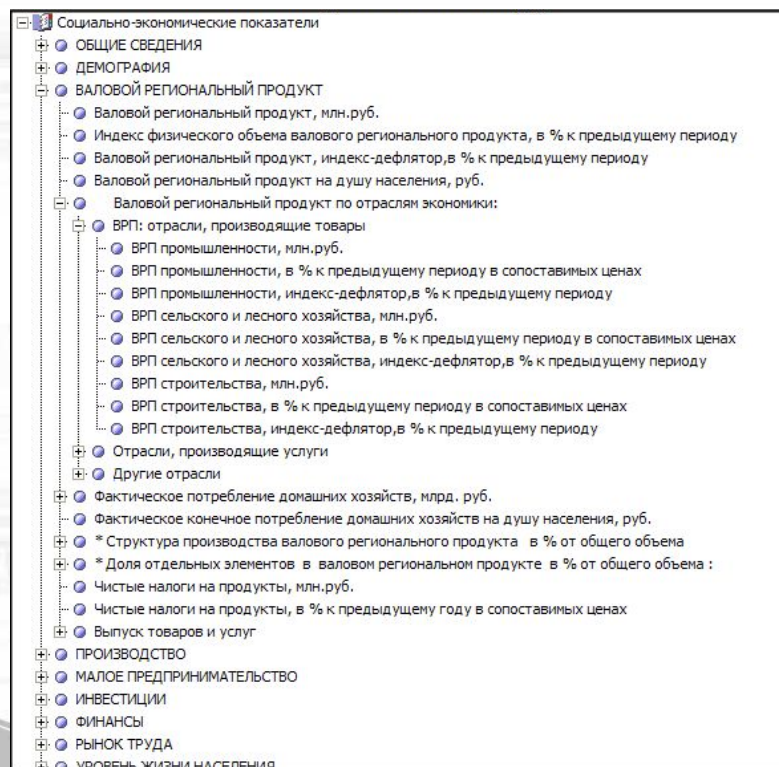 Социально-экономические показатели
ОБЩИЕ СВЕДЕНИЯ
ДЕМОГРАФИЯ
ВАЛОВОЙ РЕГИОНАЛЬНЫЙ ПРОДУКТ
Валовой региональный продукт, млн.руб.
Индекс физического объема валового регионального продукта, в % к предыдущему периоду
Валовой региональный продукт, индекс-дефлятор,в % к предыдущему периоду
Валовой региональный продукт на душу населения, руб.
Валовой региональный продукт по отраслям экономики:
ВРП: отрасли, производящие товары
ВРП промышленности, млн.руб.
ВРП промышленности, в % к предыдущему периоду в сопоставимых ценах
ВРП промышленности, индекс-дефлятор,в % к предыдущему периоду
ВРП сельского и лесного хозяйства, млн.руб.
ВРП сельского и лесного хозяйства, в % к предыдущему периоду в сопоставимых ценах
ВРП сельского и лесного хозяйства, индекс-дефлятор,в % к предыдущему периоду
ВРП строительства, млн.руб.
ВРП строительства, в % к предыдущему периоду в сопоставимых ценах
ВРП строительства, индекс-дефлятор,в % к предыдущему периоду
Отрасли, производящие услуги
Другие отрасли
Фактическое потребление домашних хозяйств, млрд. руб.
Фактическое конечное потребление домашних хозяйств на душу населения, руб.
* Структура производства валового регионального продукта в % от общего объема
* Доля отдельных элементов в валовом региональном продукте в % от общего объема :
Чистые налоги на продукты, млн.руб.
Чистые налоги на продукты, в % к предыдущему году в сопоставимых ценах
Выпуск товаров и услуг
ПРОИЗВОДСТВО
МАЛОЕ ПРЕДПРИНИМАТЕЛЬСТВО
ИНВЕСТИЦИИ
ФИНАНСЫ
РЫНОК ТРУДА
УРОВЕНЬ ЖИЗНИ НАСЕЛЕНИЯ